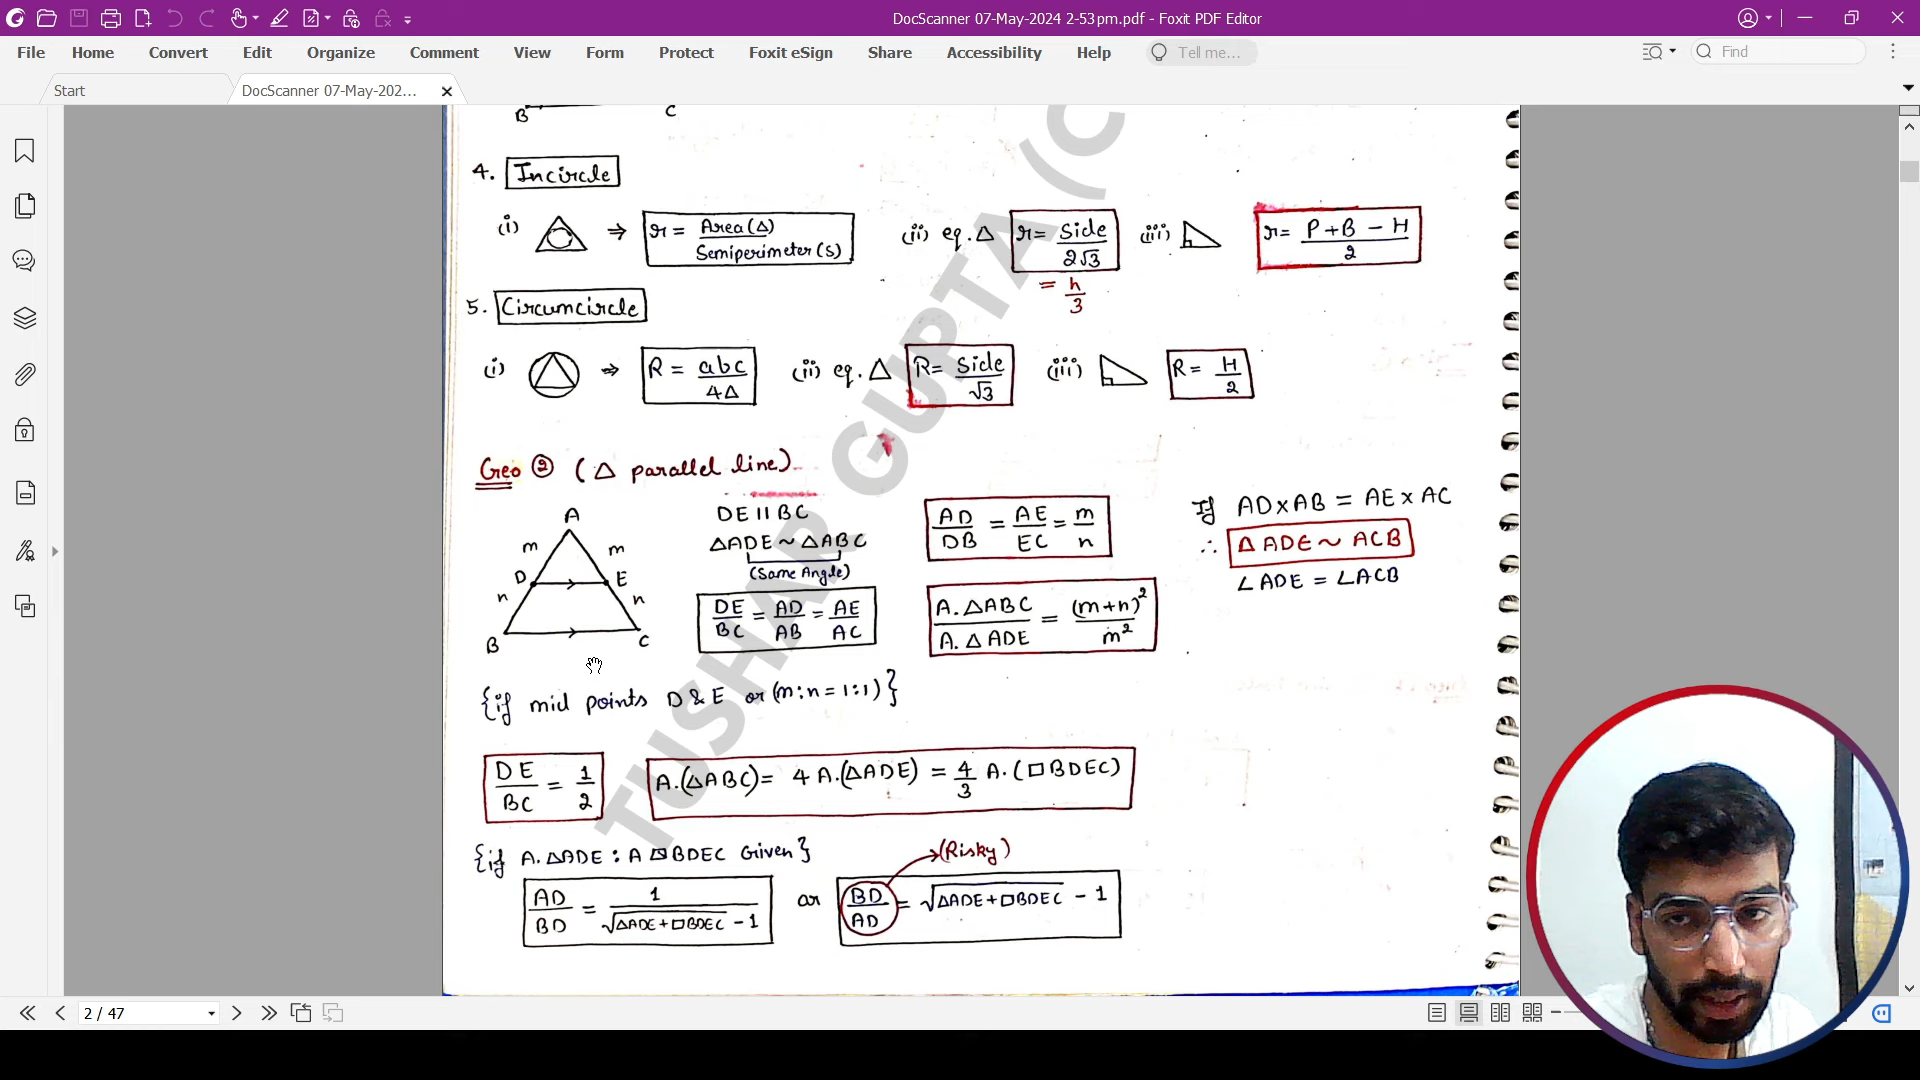 DocScanner 07-May-2024 2-53pm.pdf - Foxit PDF Editor
File Home Convert Edit Organize Comment View Form Protect Foxit eSign Share Accessibility Help Tell me... Find
Start DocScanner 07-May-202...
B C
4. Incircle
(i) ⇒ r = Area(Δ) / Semiperimeter(s) (ii) eq. Δ r = Side / 2√3 (iii) r = P+B-H / 2
= h/3
5. Circumcircle
(i) ⇒ R = abc / 4Δ (ii) eq. Δ R = Side / √3 (iii) R = H/2
Geo ② (Δ parallel line)
A
m m
D E
n n
B C
DE || BC
ΔADE ~ ΔABC
(Same Angle)
DE/BC = AD/AB = AE/AC
AD/DB = AE/EC = m/n
A.ΔABC / A.ΔADE = (m+n)² / m²
If AD×AB = AE×AC
∴ Δ ADE ~ ACB
∠ADE = ∠ACB
{if mid points D & E or (m:n = 1:1)}
DE/BC = 1/2
A.(ΔABC) = 4 A.(ΔADE) = 4/3 A.(□BDEC)
{if A.ΔADE : A □BDEC Given}
(Risky)
AD/BD = 1 / √ΔADE+□BDEC - 1 or BD/AD = √ΔADE+□BDEC - 1
TUSHAR GUPTA (C
2 / 47